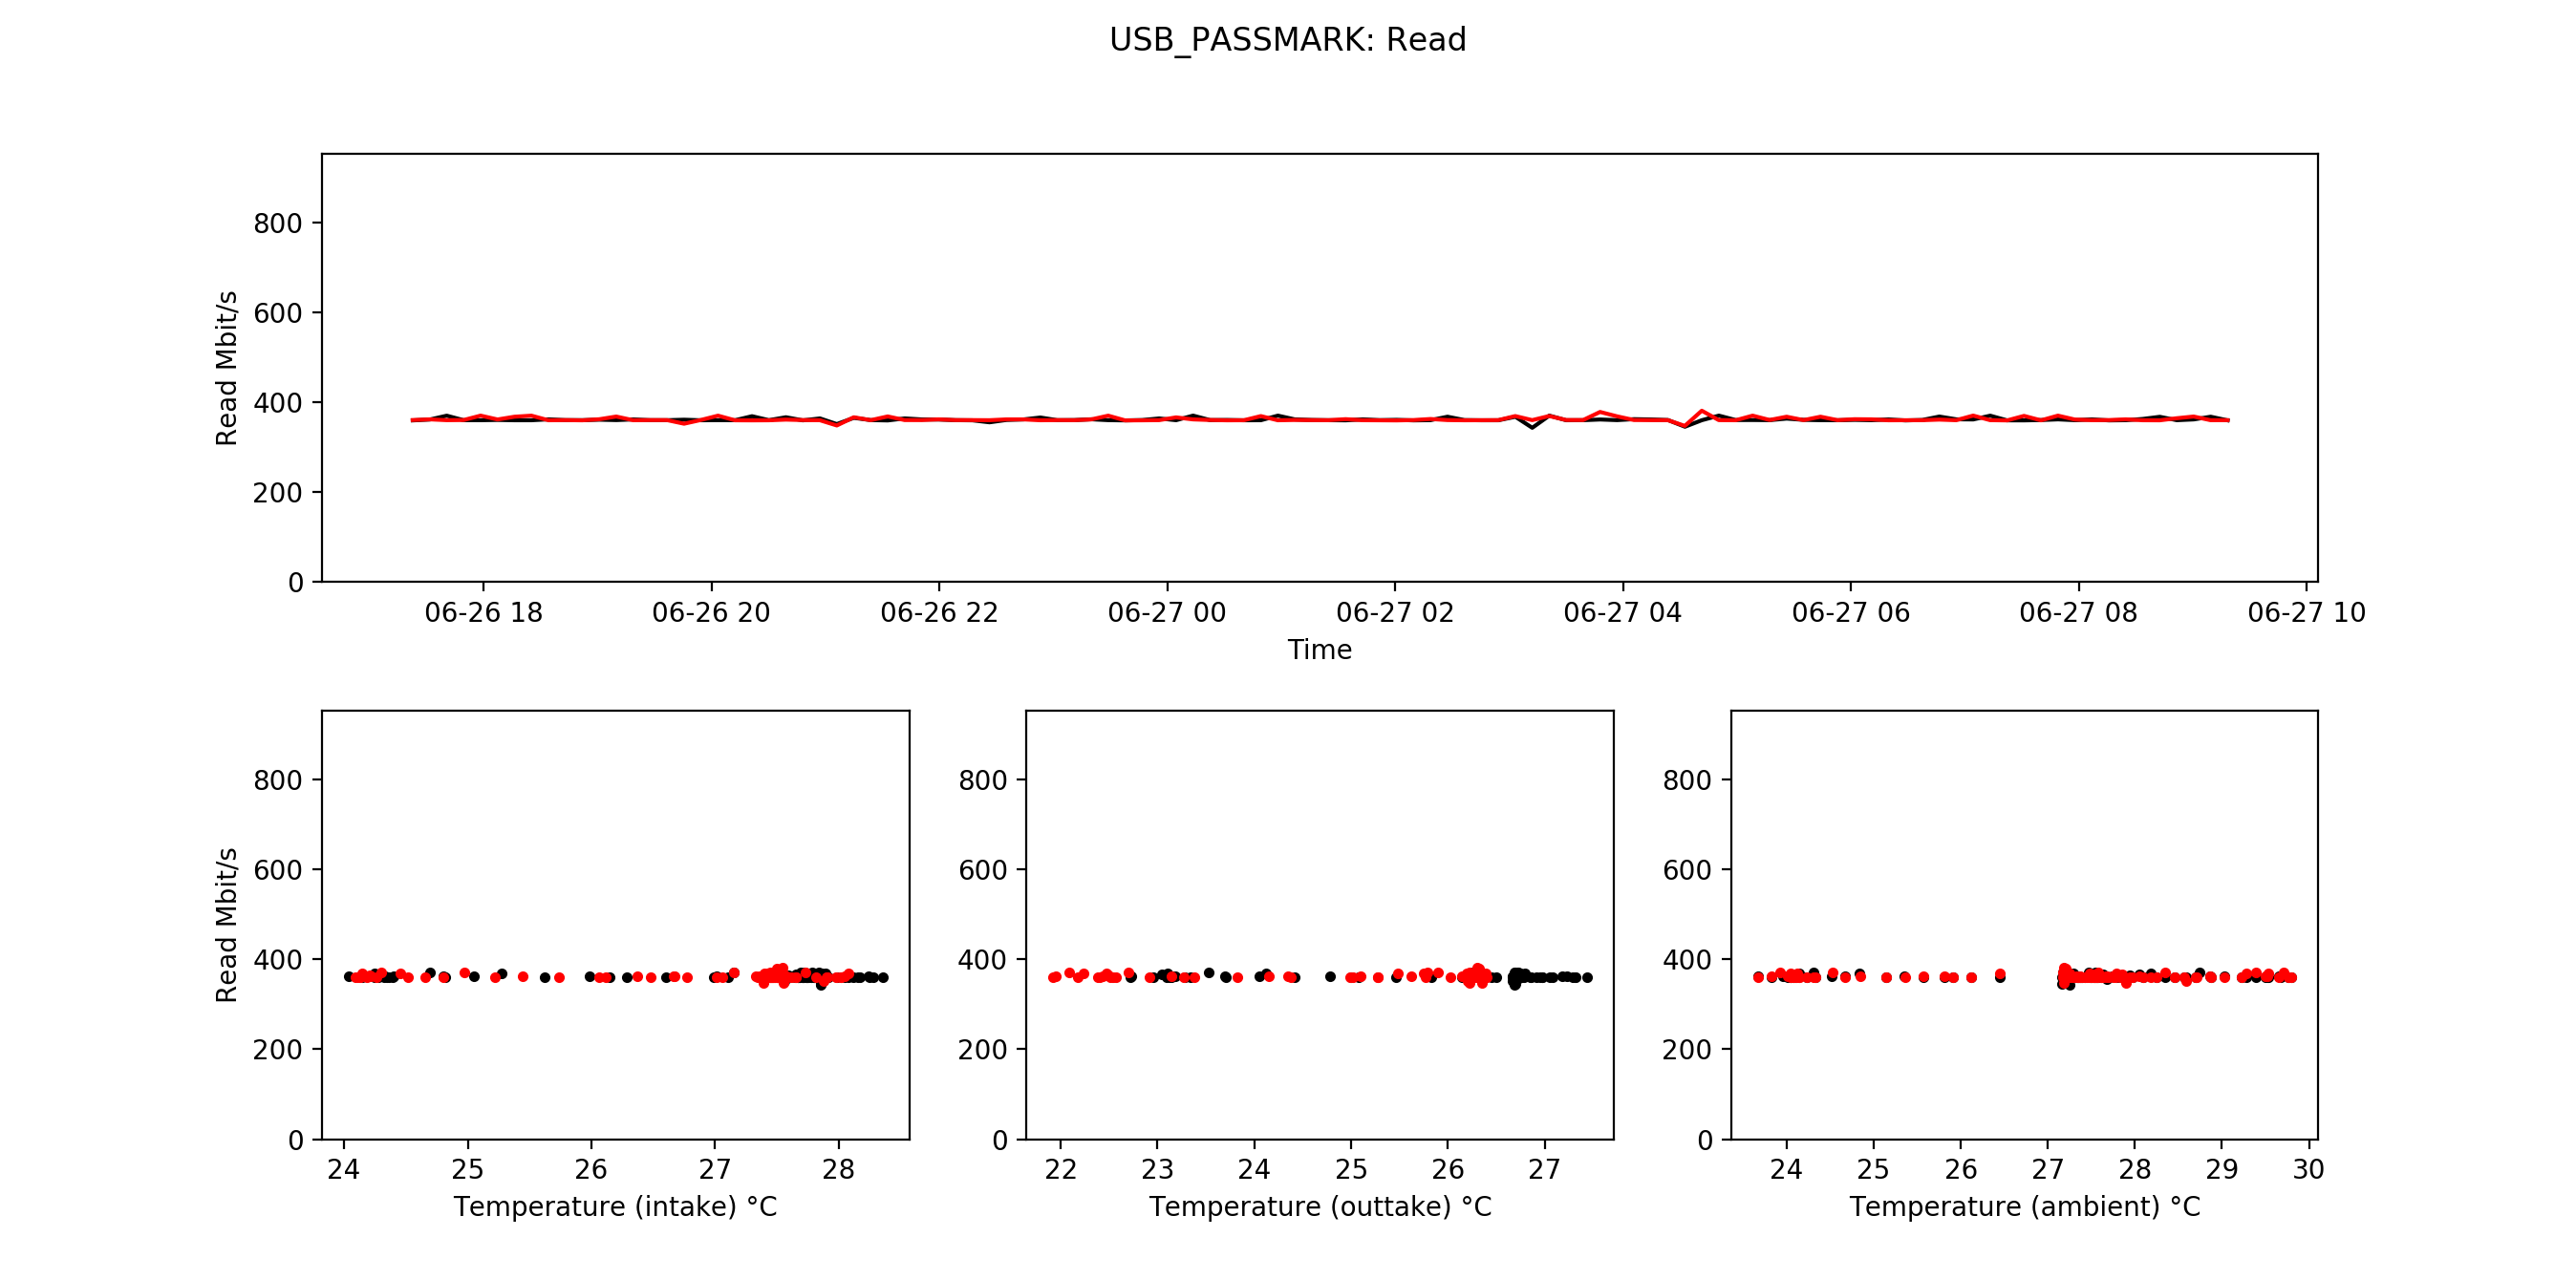 USB_PASSMARK: Read
Read Mbit/s
800
600
400
200
0
06-26 18 06-26 20 06-26 22 06-27 00 06-27 02 06-27 04 06-27 06 06-27 08 06-27 10
Time
Read Mbit/s
800
600
400
200
0
24 25 26 27 28
Temperature (intake) °C
800
600
400
200
0
22 23 24 25 26 27
Temperature (outtake) °C
800
600
400
200
0
24 25 26 27 28 29 30
Temperature (ambient) °C